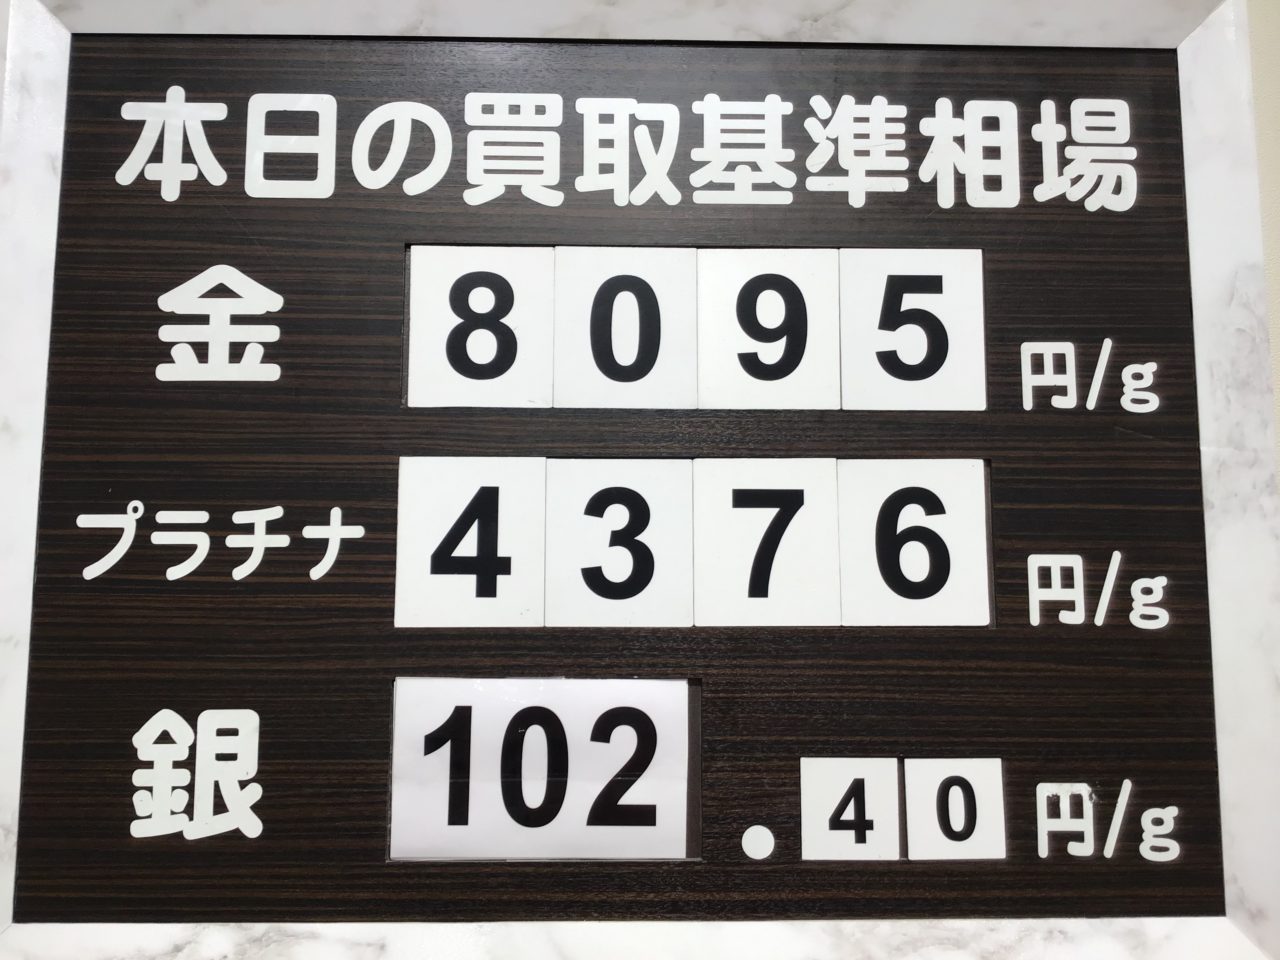 本日の買取基準相場
金 8095 円/g
プラチナ 4376 円/g
銀 102.40 円/g